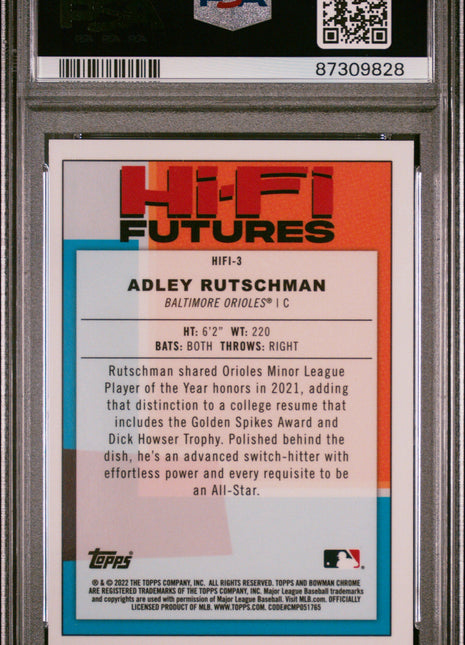 PSA
87309828
Hi-Fi
FUTURES
HIFI-3
ADLEY RUTSCHMAN
BALTIMORE ORIOLES® | C
HT: 6'2" WT: 220
BATS: BOTH THROWS: RIGHT
Rutschman shared Orioles Minor League
Player of the Year honors in 2021, adding
that distinction to a college resume that
includes the Golden Spikes Award and
Dick Howser Trophy. Polished behind the
dish, he's an advanced switch-hitter with
effortless power and every requisite to be
an All-Star.
Topps
® & © 2022 THE TOPPS COMPANY, INC. ALL RIGHTS RESERVED. TOPPS AND BOWMAN CHROME
ARE REGISTERED TRADEMARKS OF THE TOPPS COMPANY, INC. Major League Baseball trademarks
and copyrights are used with permission of Major League Baseball. Visit MLB.com. OFFICIALLY
LICENSED PRODUCT OF MLB. WWW.TOPPS.COM. CODE#CMP051765